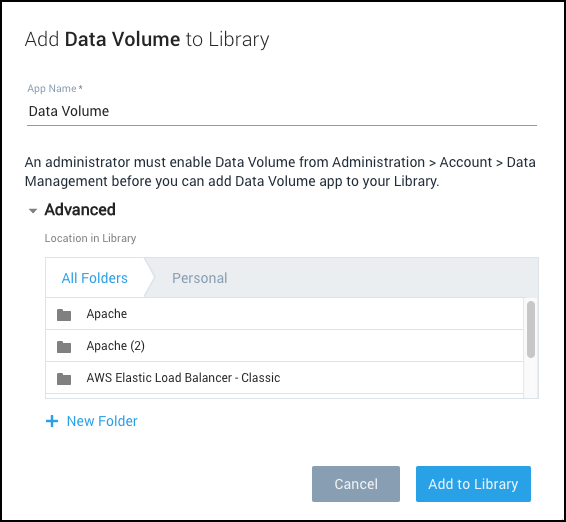 Add Data Volume to Library
App Name*
Data Volume
An administrator must enable Data Volume from Administration > Account > Data
Management before you can add Data Volume app to your Library.
Advanced
Location in Library
All Folders
Personal
Apache
Apache (2)
AWS Elastic Load Balancer - Classic
+ New Folder
Cancel
Add to Library